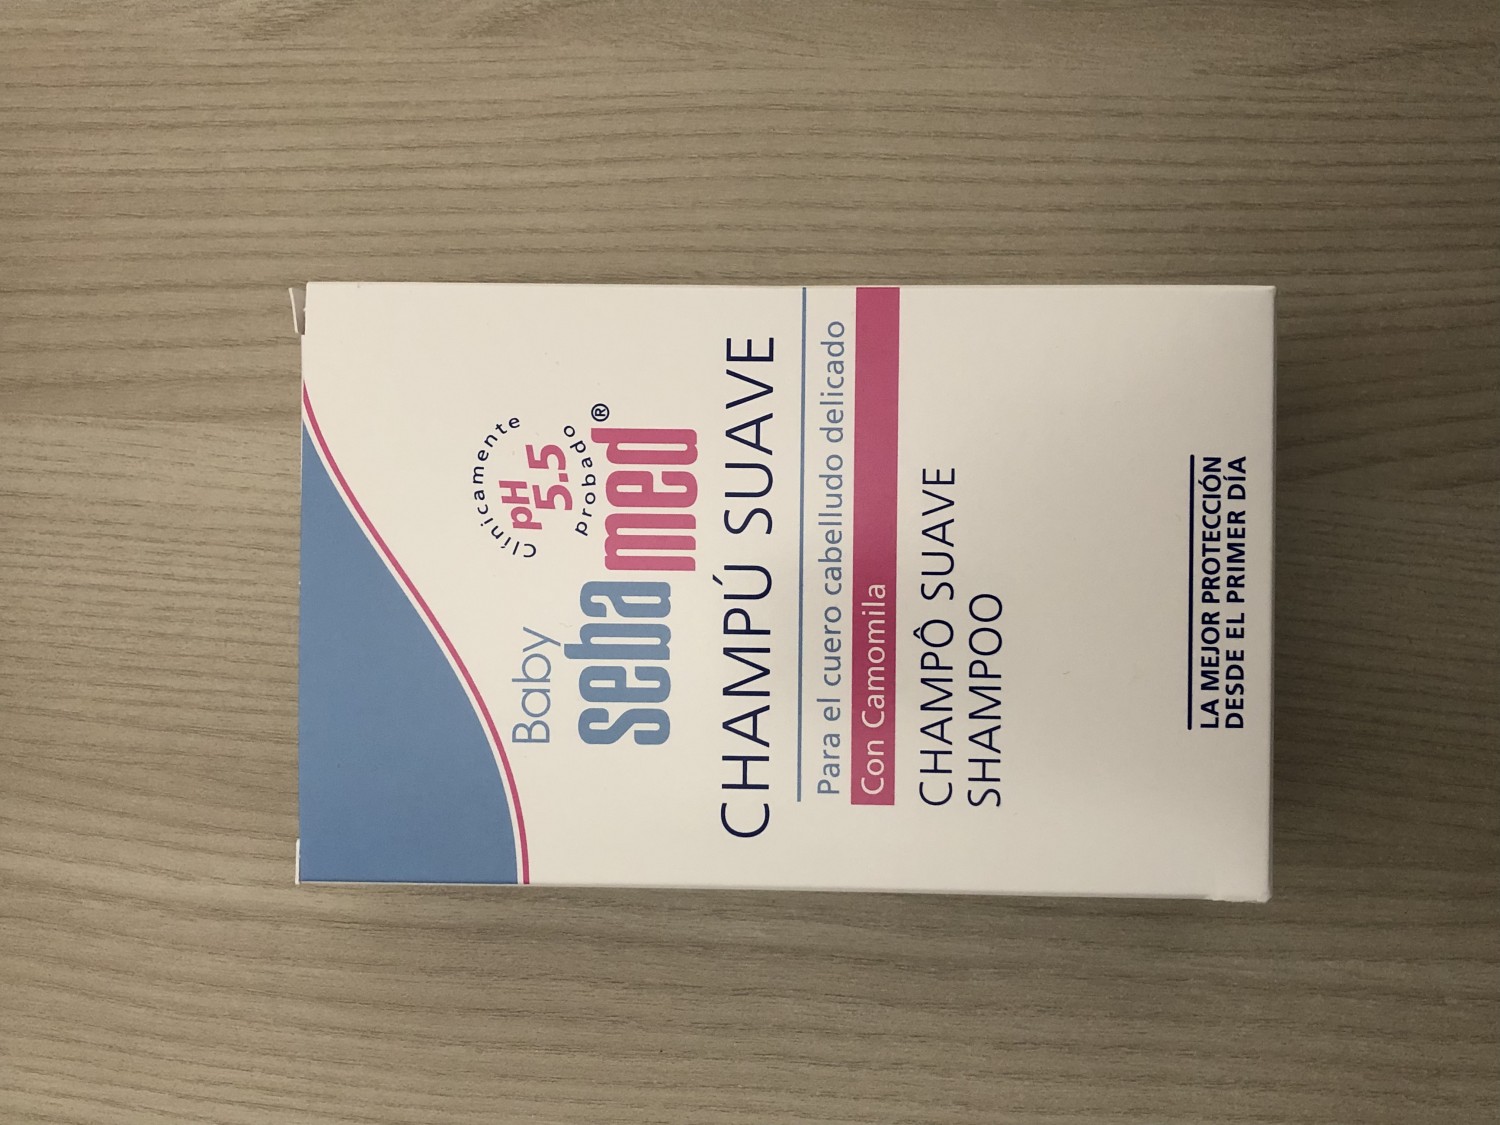 Clínicamente
pH
5.5
probado
Baby
sebamed®
CHAMPÚ SUAVE
Para el cuero cabelludo delicado
Con Camomila
CHAMPÔ SUAVE
SHAMPOO
LA MEJOR PROTECCIÓN
DESDE EL PRIMER DÍA